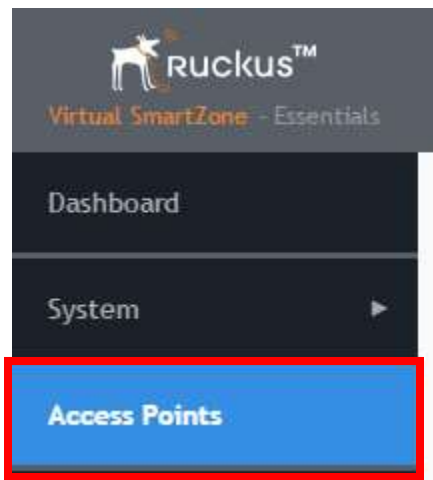 Ruckus™
Virtual SmartZone - Essentials
Dashboard
System
Access Points